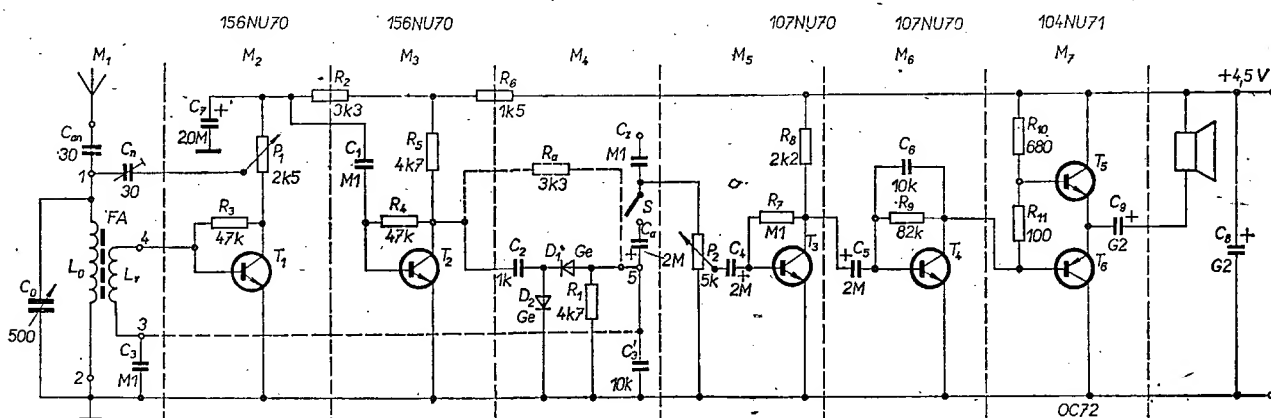 156NU70 156NU70 107NU70 107NU70 104NU71
M₁ M₂ M₃ M₄ M₅ M₆ M₇
+4,5 V
R₂
3k3
R₆
1k5
C₇ +
20M
Cₐₙ
30
Cₙ
30
1
P₁
2k5
C₁
M1
R₅
4k7
Rₐ
3k3
C₂
M1
S
R₈
2k2
C₆
10k
R₁₀
680
T₅
FA
4
R₃
47k
R₄
47k
Cₐ
+
2M
P₂
5k
R₇
M1
R₉
82k
R₁₁
100
C₉
+
G2
C₈
+
G2
L₀
Lᵥ
T₁
T₂
C₂
1k
D₁
Ge
5
C₄
+
2M
T₃
+
C₅
2M
T₄
T₆
C₀
500
D₂
Ge
R₁
4k7
3
C₃
M1
C₃'
10k
2
OC72